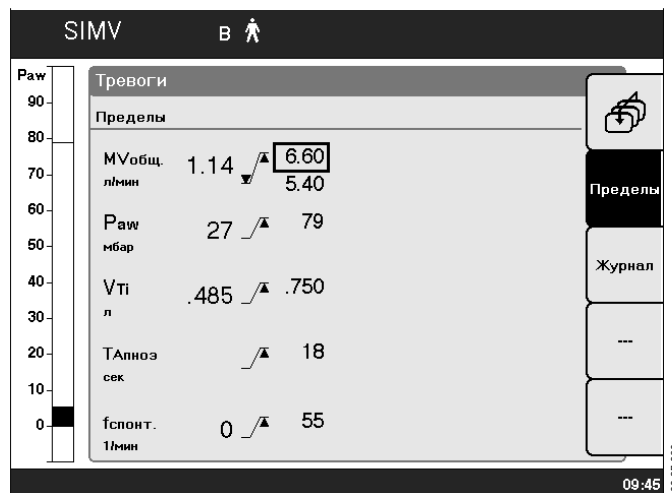 SIMV B
Paw
90
80
70
60
50
40
30
20
10
0
Тревоги
Пределы
MVобщ. 1.14 6.60
л/мин 5.40
Paw 27 79
мбар
VTi .485 .750
л
TАпноэ 18
сек
fспонт. 0 55
1/мин
Пределы
Журнал
---
---
09:45